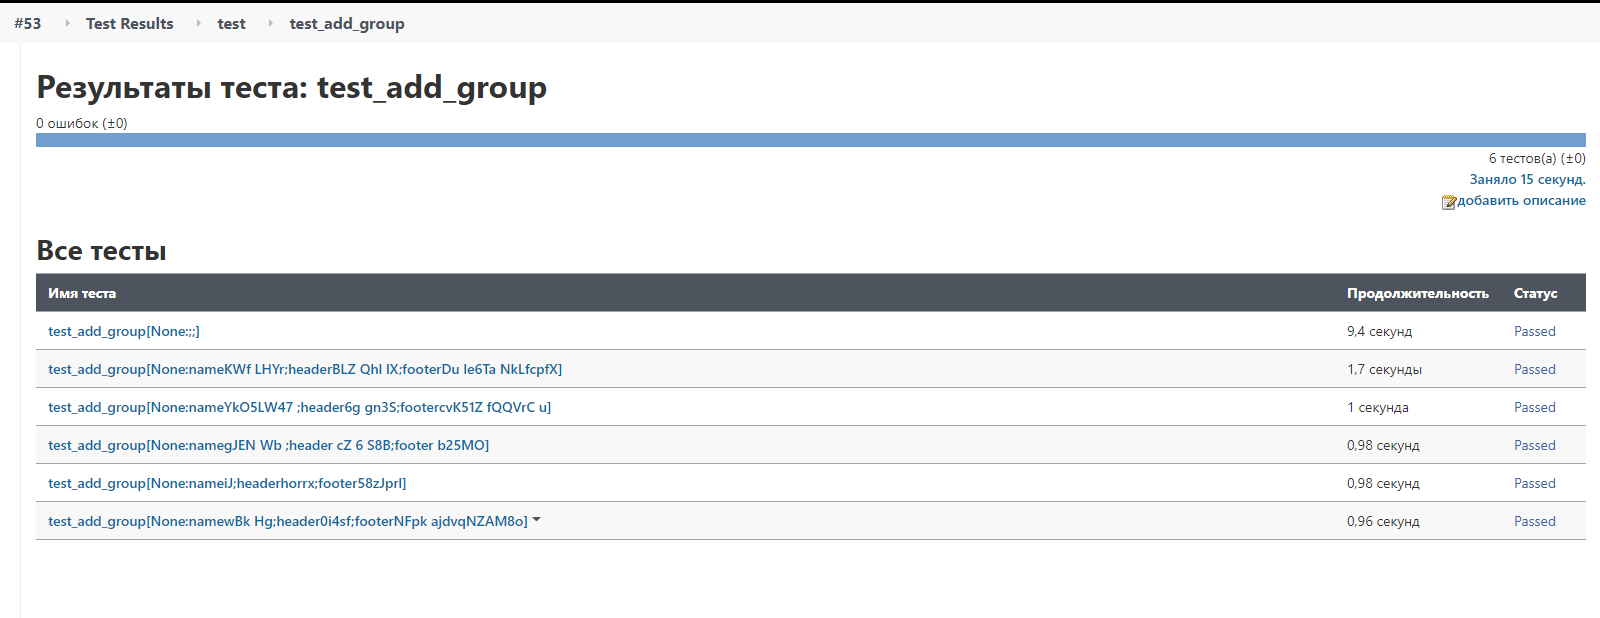 #53 Test Results test test_add_group
Результаты теста: test_add_group
0 ошибок (±0)
6 тестов(а) (±0)
Заняло 15 секунд.
добавить описание
Все тесты
Имя теста Продолжительность Статус
test_add_group[None:;;] 9,4 секунд Passed
test_add_group[None:nameKWf LHYr;headerBLZ Qhl IX;footerDu Ie6Ta NkLfcpfX] 1,7 секунды Passed
test_add_group[None:nameYkO5LW47 ;header6g gn3S;footercvK51Z fQQVrC u] 1 секунда Passed
test_add_group[None:namegJEN Wb ;header cZ 6 S8B;footer b25MO] 0,98 секунд Passed
test_add_group[None:nameiJ;headerhorrx;footer58zJprl] 0,98 секунд Passed
test_add_group[None:namewBk Hg;header0i4sf;footerNFpk ajdvqNZAM8o] 0,96 секунд Passed